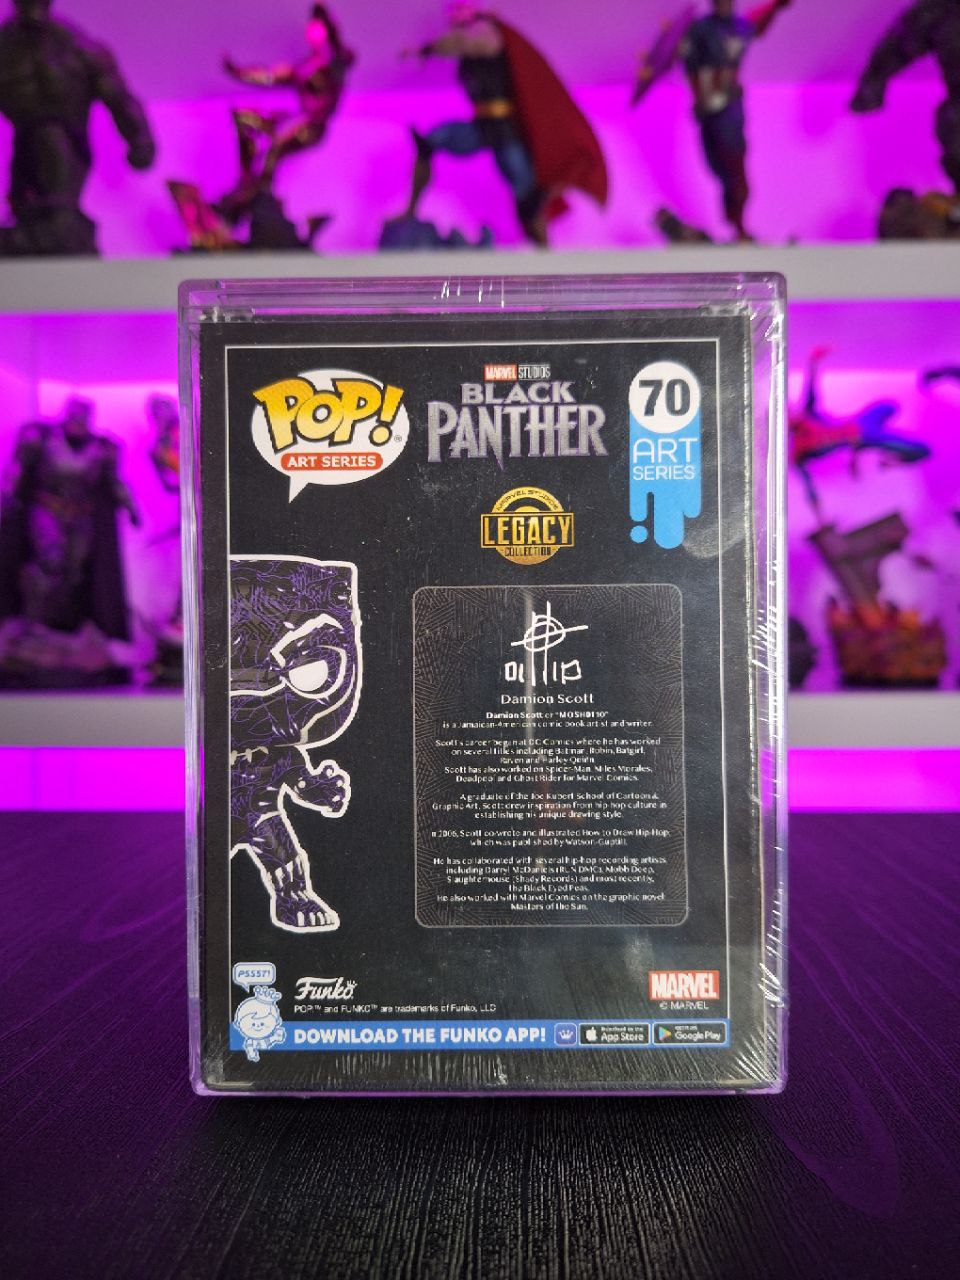 POP!
ART SERIES
MARVEL STUDIOS
BLACK
PANTHER
70
ART
SERIES
MARVEL STUDIOS
LEGACY
COLLECTION
Damion Scott
Damion Scott or "MOSH0110"
is a Jamaican-American comic book artist and writer.
Scott's career began at DC Comics where he has worked
on several titles including Batman, Robin, Batgirl,
Raven and Harley Quinn.
Scott has also worked on Spider-Man, Miles Morales,
Deadpool and Ghost Rider for Marvel Comics.
A graduate of the Joe Kubert School of Cartoon &
Graphic Art, Scott drew inspiration from hip-hop culture in
establishing his unique drawing style.
n 2006, Scott co-wrote and illustrated How to Draw Hip-Hop,
which was published by Watson-Guptill.
He has collaborated with several hip-hop recording artists,
including Darryl McDaniels (RUN DMC), Mobb Deep,
Slaughterhouse (Shady Records) and most recently,
the Black Eyed Peas.
He also worked with Marvel Comics on the graphic novel
Masters of the Sun.
PSSST!
Funko
POP™ and FUNKO™ are trademarks of Funko, LLC
MARVEL
© MARVEL
DOWNLOAD THE FUNKO APP!
Download on the
App Store
GET IT ON
Google Play